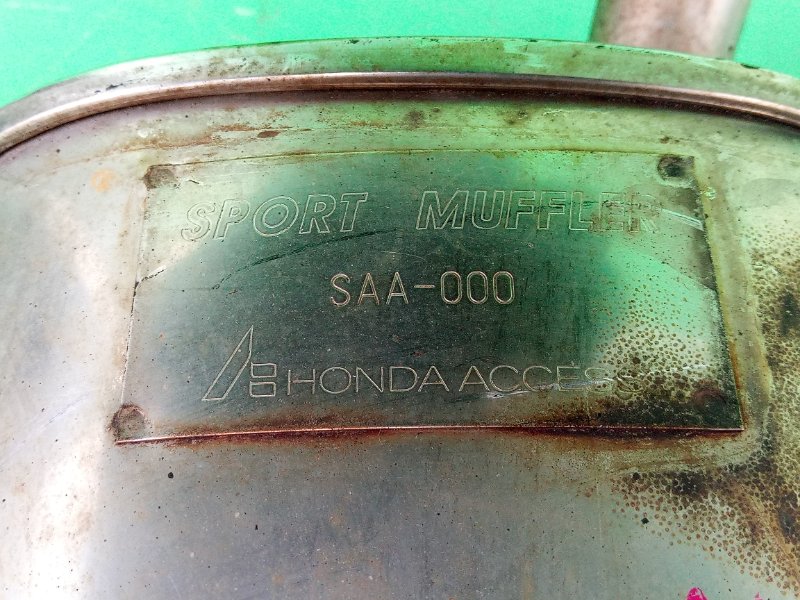 SPORT MUFFLER
SAA-000
HONDA ACCESS